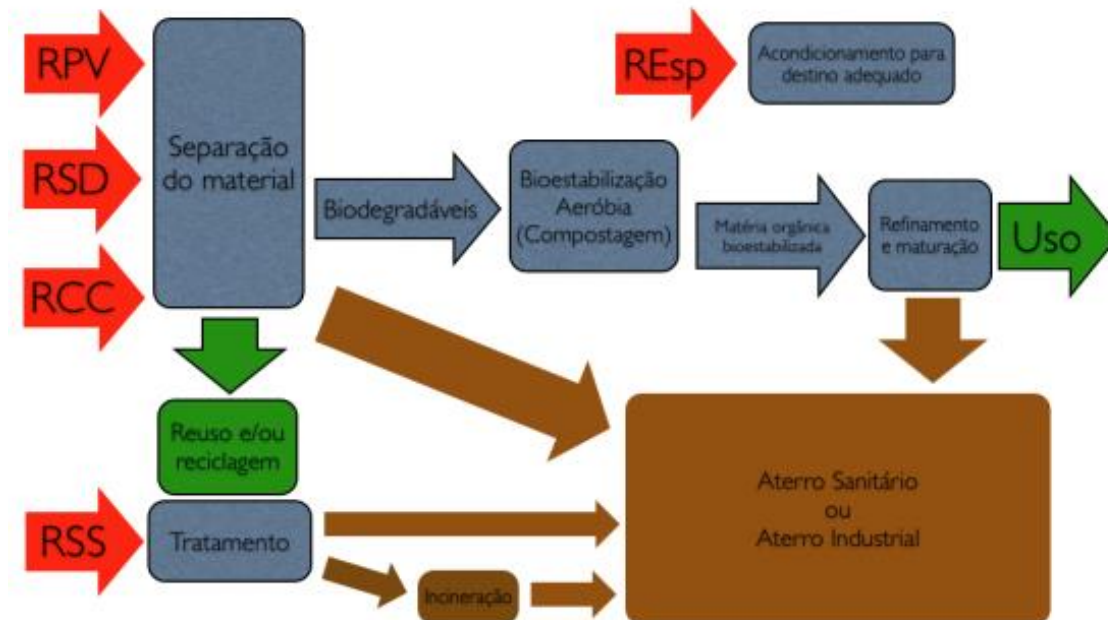 RPV
RSD
RCC
Separação
do material
REsp
Acondicionamento para
destino adequado
Biodegradáveis
Bioestabilização
Aeróbia
(Compostagem)
Matéria orgânica
bioestabilizada
Refinamento
e maturação
Uso
Reuso e/ou
reciclagem
RSS
Tratamento
Incineração
Aterro Sanitário
ou
Aterro Industrial